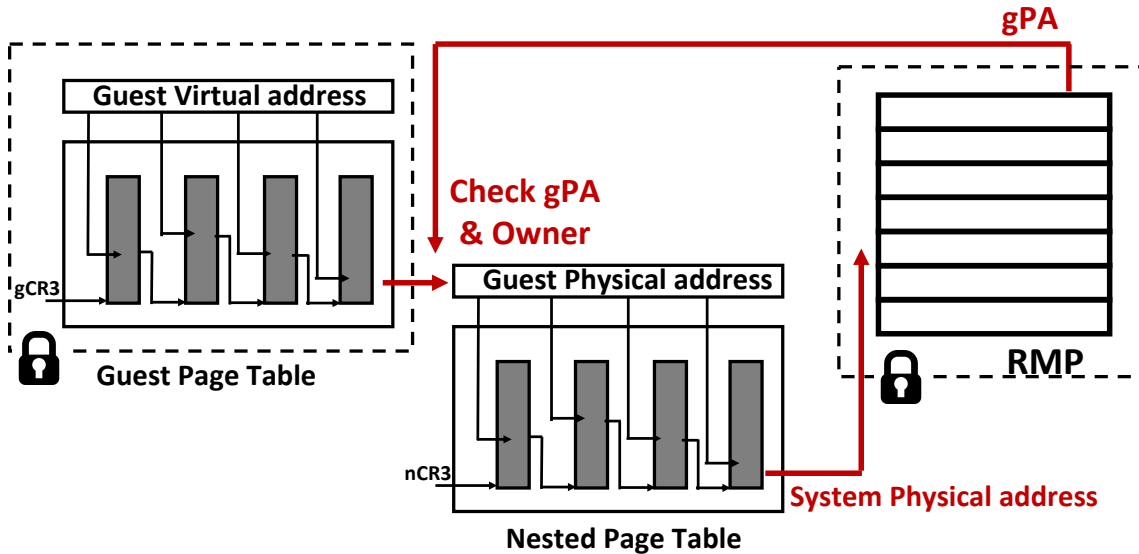 gPA
Guest Virtual address
Check gPA
& Owner
gCR3
Guest Physical address
Guest Page Table
RMP
nCR3
System Physical address
Nested Page Table